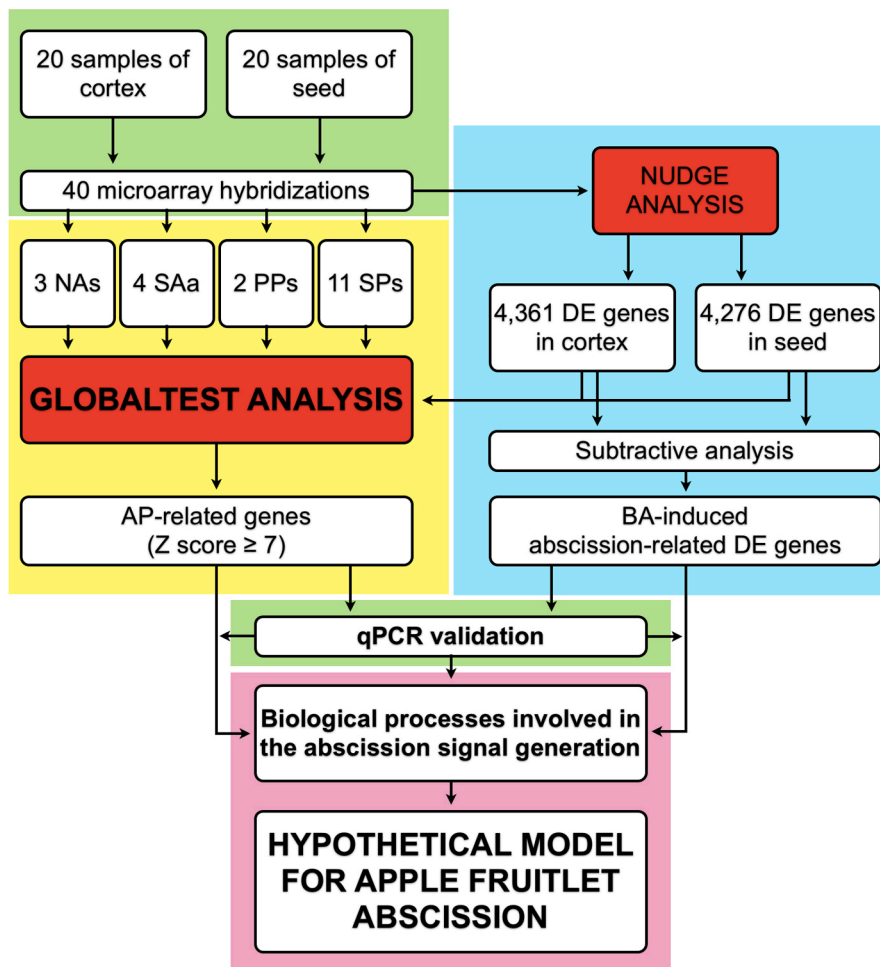 20 samples of
cortex
20 samples of
seed
40 microarray hybridizations
NUDGE
ANALYSIS
3 NAs
4 SAa
2 PPs
11 SPs
4,361 DE genes
in cortex
4,276 DE genes
in seed
GLOBALTEST ANALYSIS
Subtractive analysis
AP-related genes
(Z score ≥ 7)
BA-induced
abscission-related DE genes
qPCR validation
Biological processes involved in
the abscission signal generation
HYPOTHETICAL MODEL
FOR APPLE FRUITLET
ABSCISSION